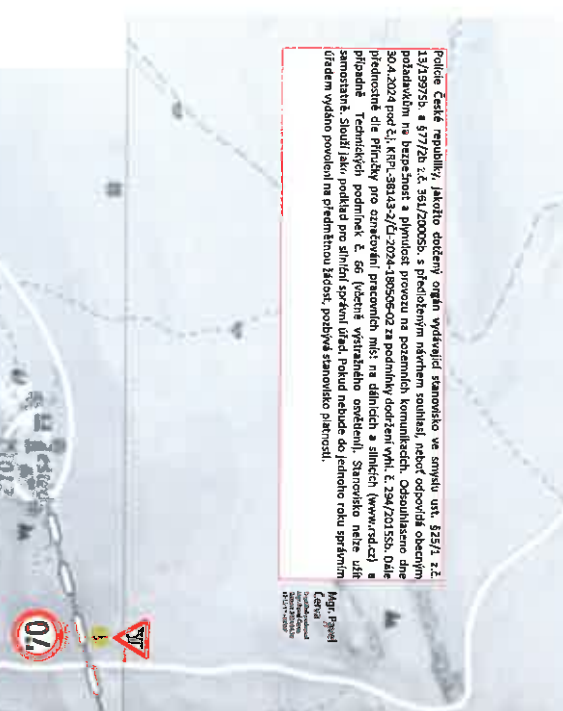 Policie České republiky, jakožto dotčený orgán vydávající stanovisko ve smyslu ust. §25/1 z.č.
13/1997Sb. a §77/2b z.č. 361/2000Sb. s předloženým návrhem souhlasí, neboť odpovídá obecným
požadavkům na bezpečnost a plynulost provozu na pozemních komunikacích. Odsouhlaseno dne
30.4.2024 pod č.j. KRPL-38143-2/ČJ-2024-180506-02 za podmínky dodržení vyhl. č. 294/2015Sb. Dále
přednostně dle Příručky pro označování pracovních míst na dálnicích a silnicích (www.rsd.cz) a
případně Technických podmínek č. 66 (včetně výstražného osvětlení). Stanovisko nelze užít
samostatně. Slouží jako podklad pro silniční správní úřad. Pokud nebude do jednoho roku správním
úřadem vydáno povolení na předmětnou žádost, pozbývá stanovisko platnosti.
Mgr. Pavel
Červa
Ještěd
1012
70